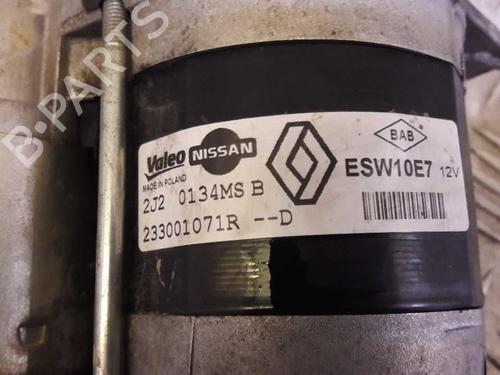 B-PARTS
Valeo NISSAN
MADE IN POLAND
2J2 0134MS B
233001071R --D
BAB
ESW10E7 12V